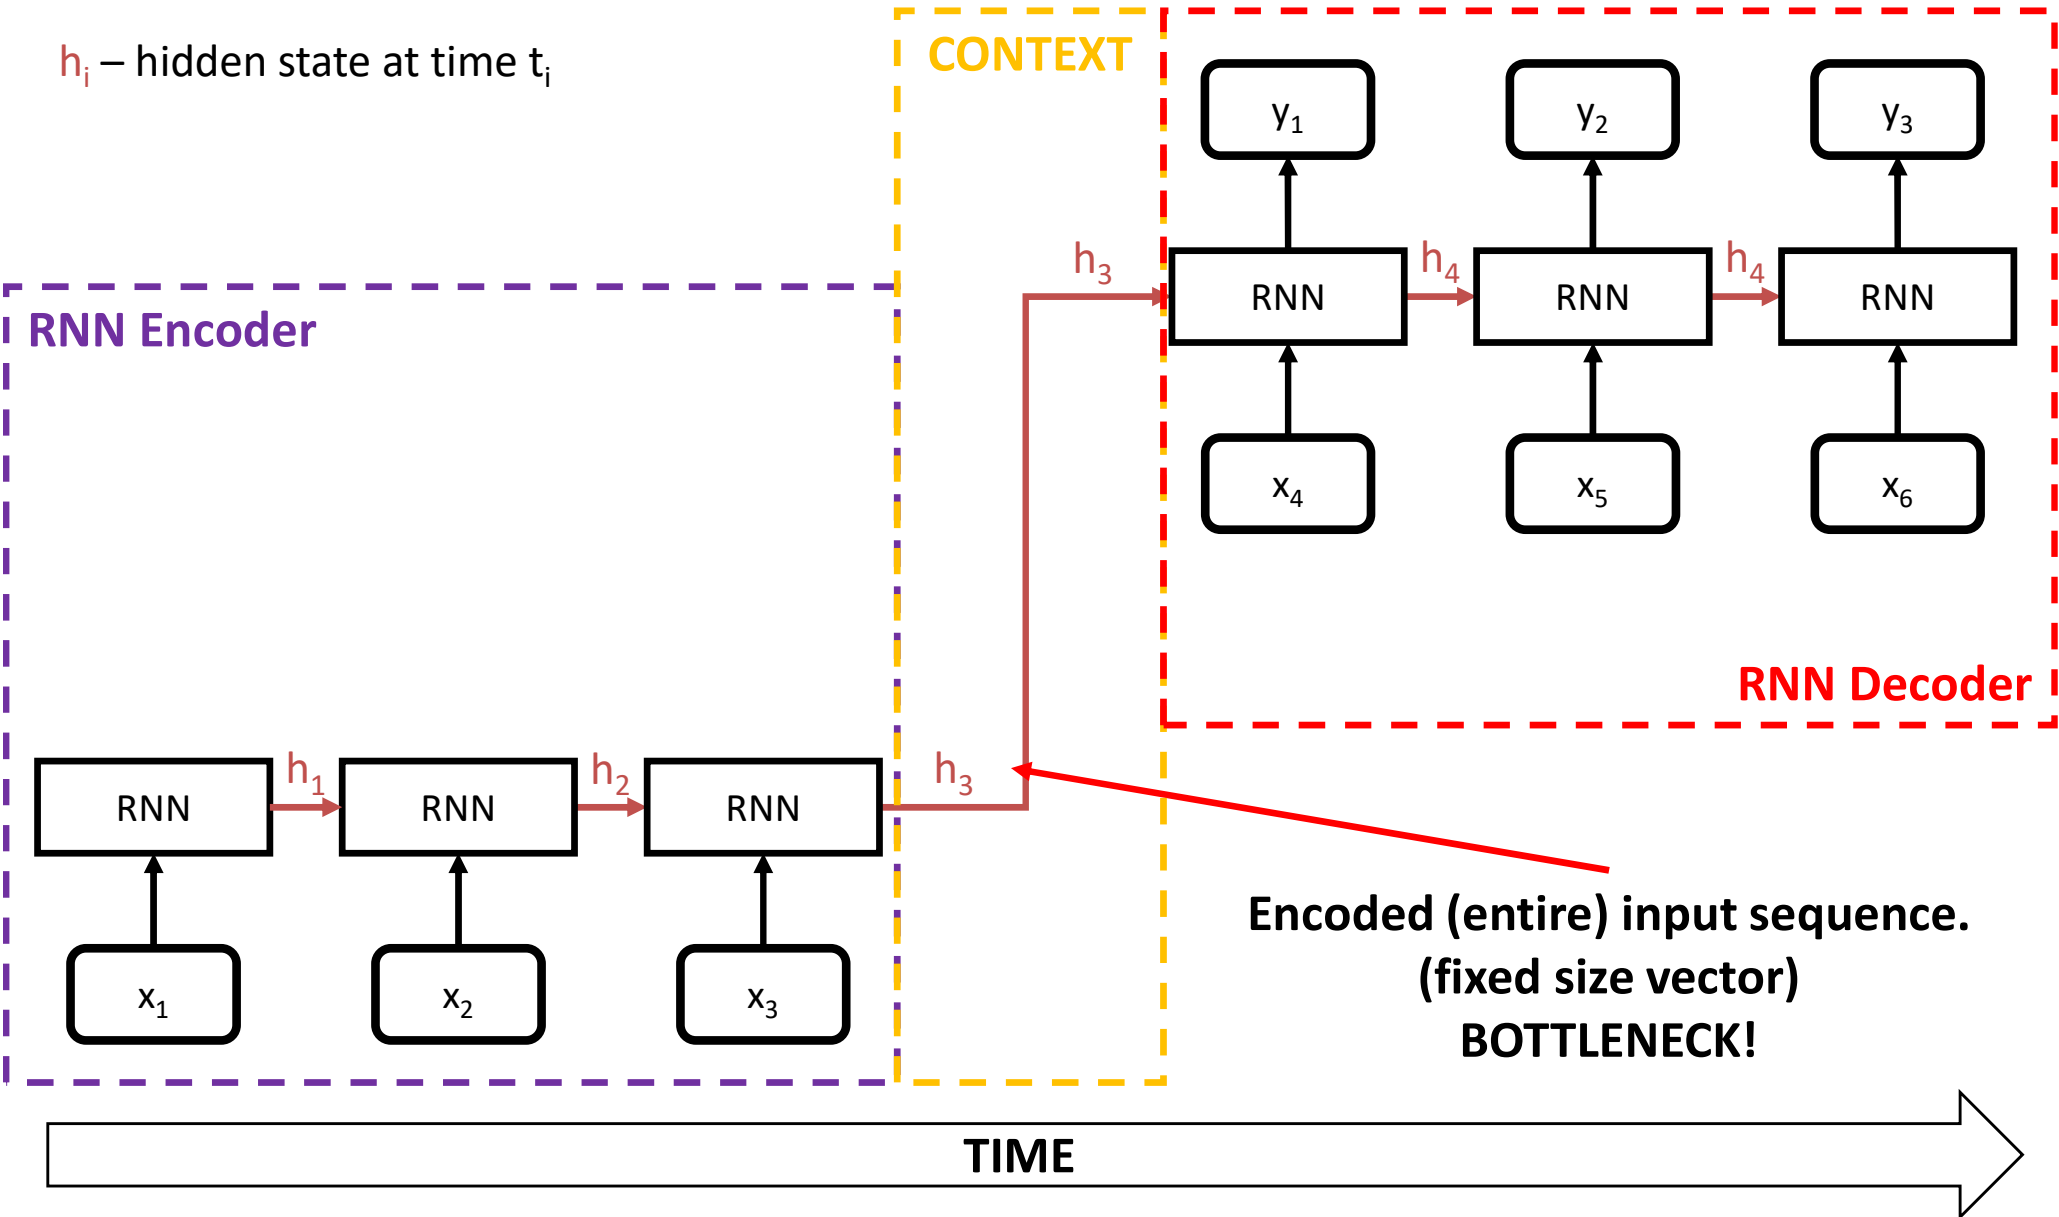 hᵢ – hidden state at time tᵢ
CONTEXT
y₁ y₂ y₃
h₃ h₄ h₄
RNN RNN RNN
RNN Encoder
x₄ x₅ x₆
RNN Decoder
h₁ h₂ h₃
RNN RNN RNN
Encoded (entire) input sequence.
(fixed size vector)
BOTTLENECK!
x₁ x₂ x₃
TIME